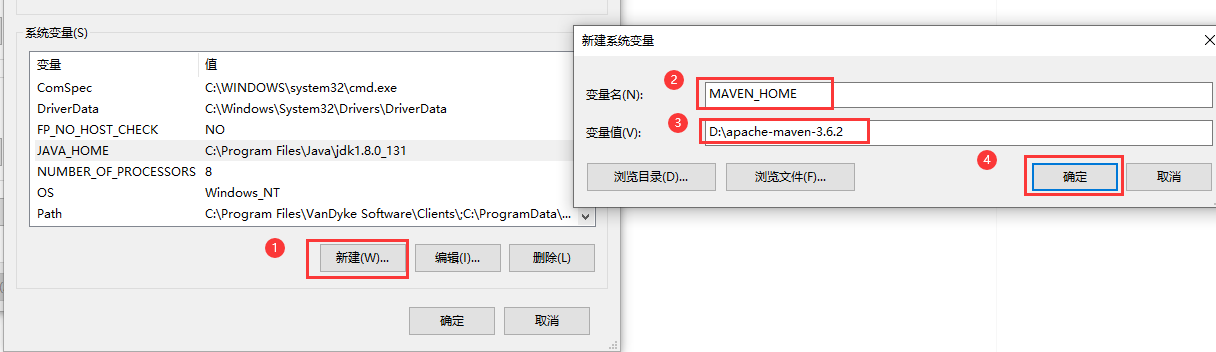 系统变量(S)
变量 值
ComSpec C:\WINDOWS\system32\cmd.exe
DriverData C:\Windows\System32\Drivers\DriverData
FP_NO_HOST_CHECK NO
JAVA_HOME C:\Program Files\Java\jdk1.8.0_131
NUMBER_OF_PROCESSORS 8
OS Windows_NT
Path C:\Program Files\VanDyke Software\Clients\;C:\ProgramData\...
1 新建(W)... 编辑(I)... 删除(L)
确定 取消
新建系统变量
变量名(N): 2 MAVEN_HOME
变量值(V): 3 D:\apache-maven-3.6.2
浏览目录(D)... 浏览文件(F)... 4 确定 取消